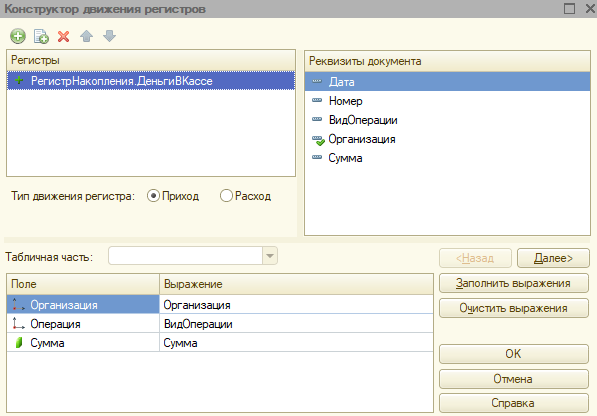 Конструктор движения регистров
Регистры
РегистрНакопления.ДеньгиВКассе
Тип движения регистра: Приход Расход
Реквизиты документа
Дата
Номер
ВидОперации
Организация
Сумма
Табличная часть:
<Назад Далее>
Поле Выражение
Организация Организация
Операция ВидОперации
Сумма Сумма
Заполнить выражения
Очистить выражения
OK
Отмена
Справка